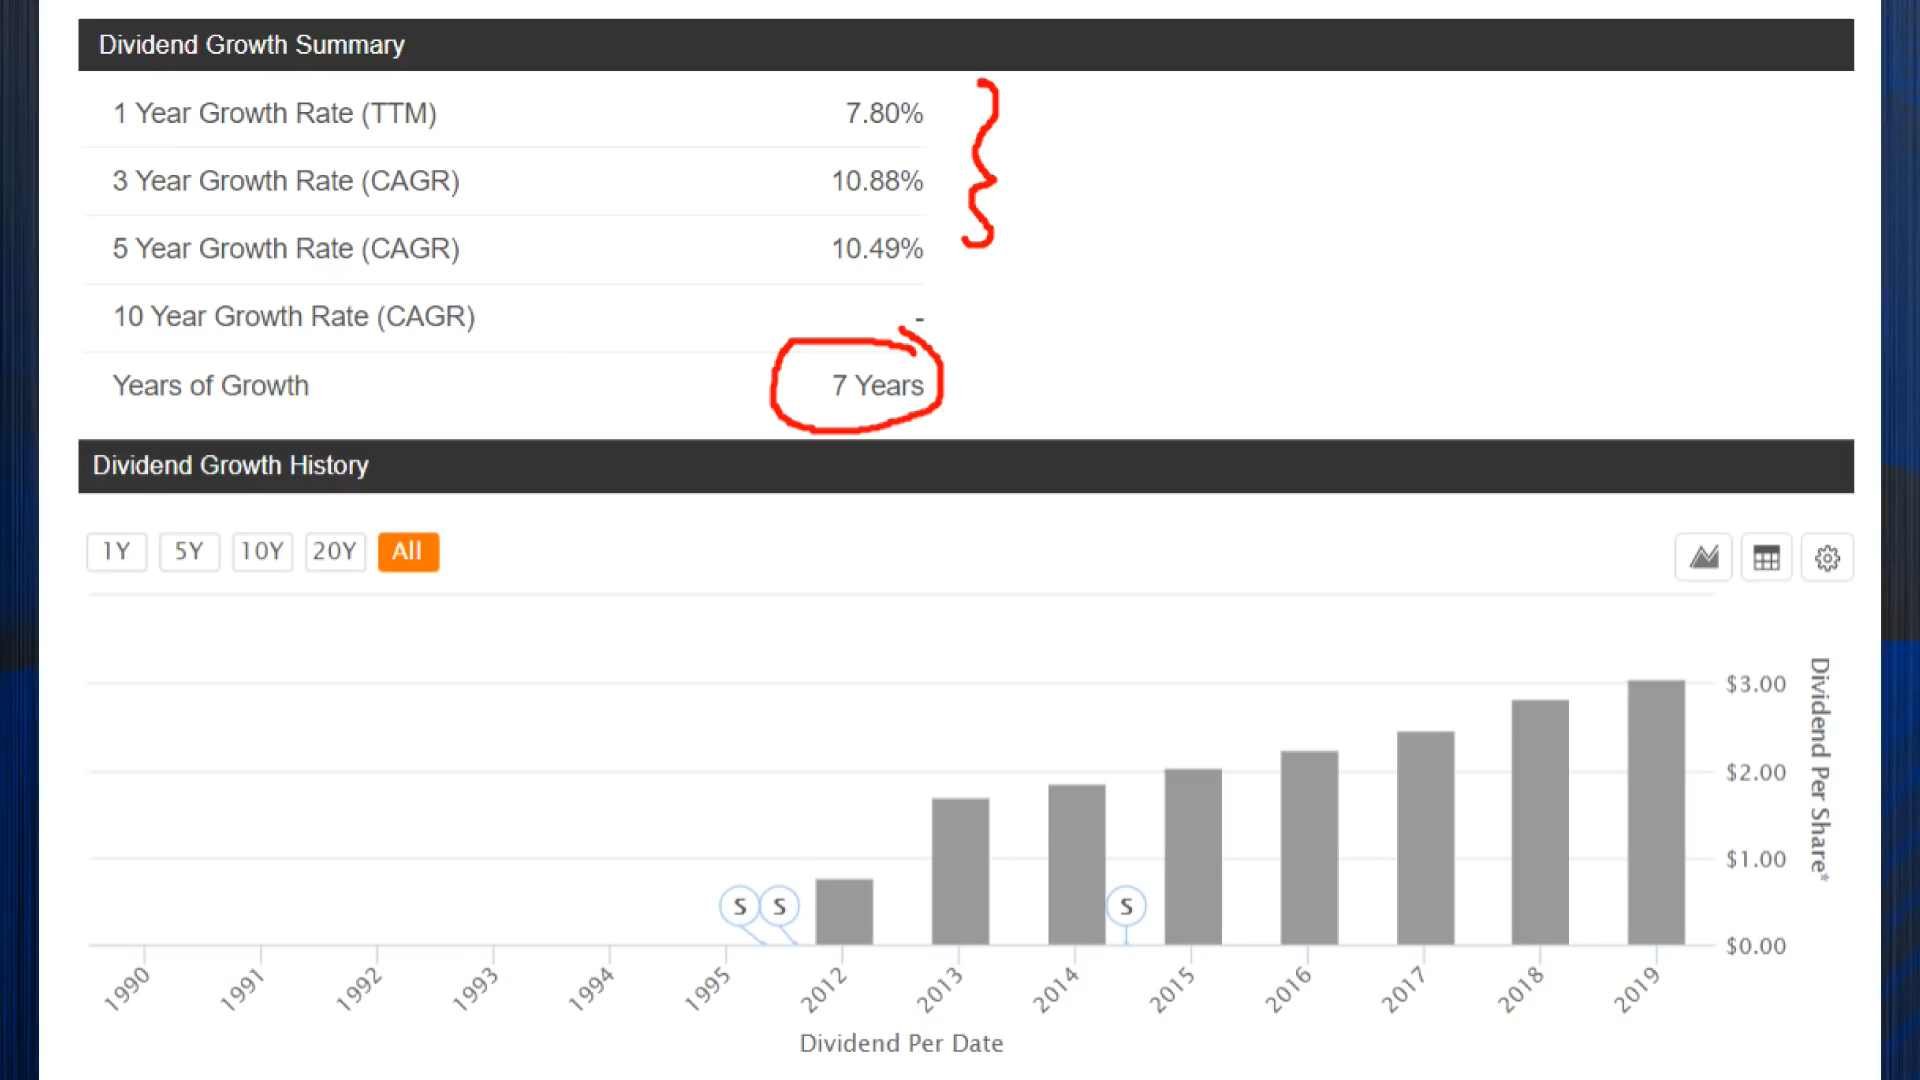 Dividend Growth Summary
1 Year Growth Rate (TTM) 7.80%
3 Year Growth Rate (CAGR) 10.88%
5 Year Growth Rate (CAGR) 10.49%
10 Year Growth Rate (CAGR) -
Years of Growth 7 Years
Dividend Growth History
1Y 5Y 10Y 20Y All
$3.00
$2.00
$1.00
$0.00
Dividend Per Share*
S S S
1990 1991 1992 1993 1994 1995 2012 2013 2014 2015 2016 2017 2018 2019
Dividend Per Date